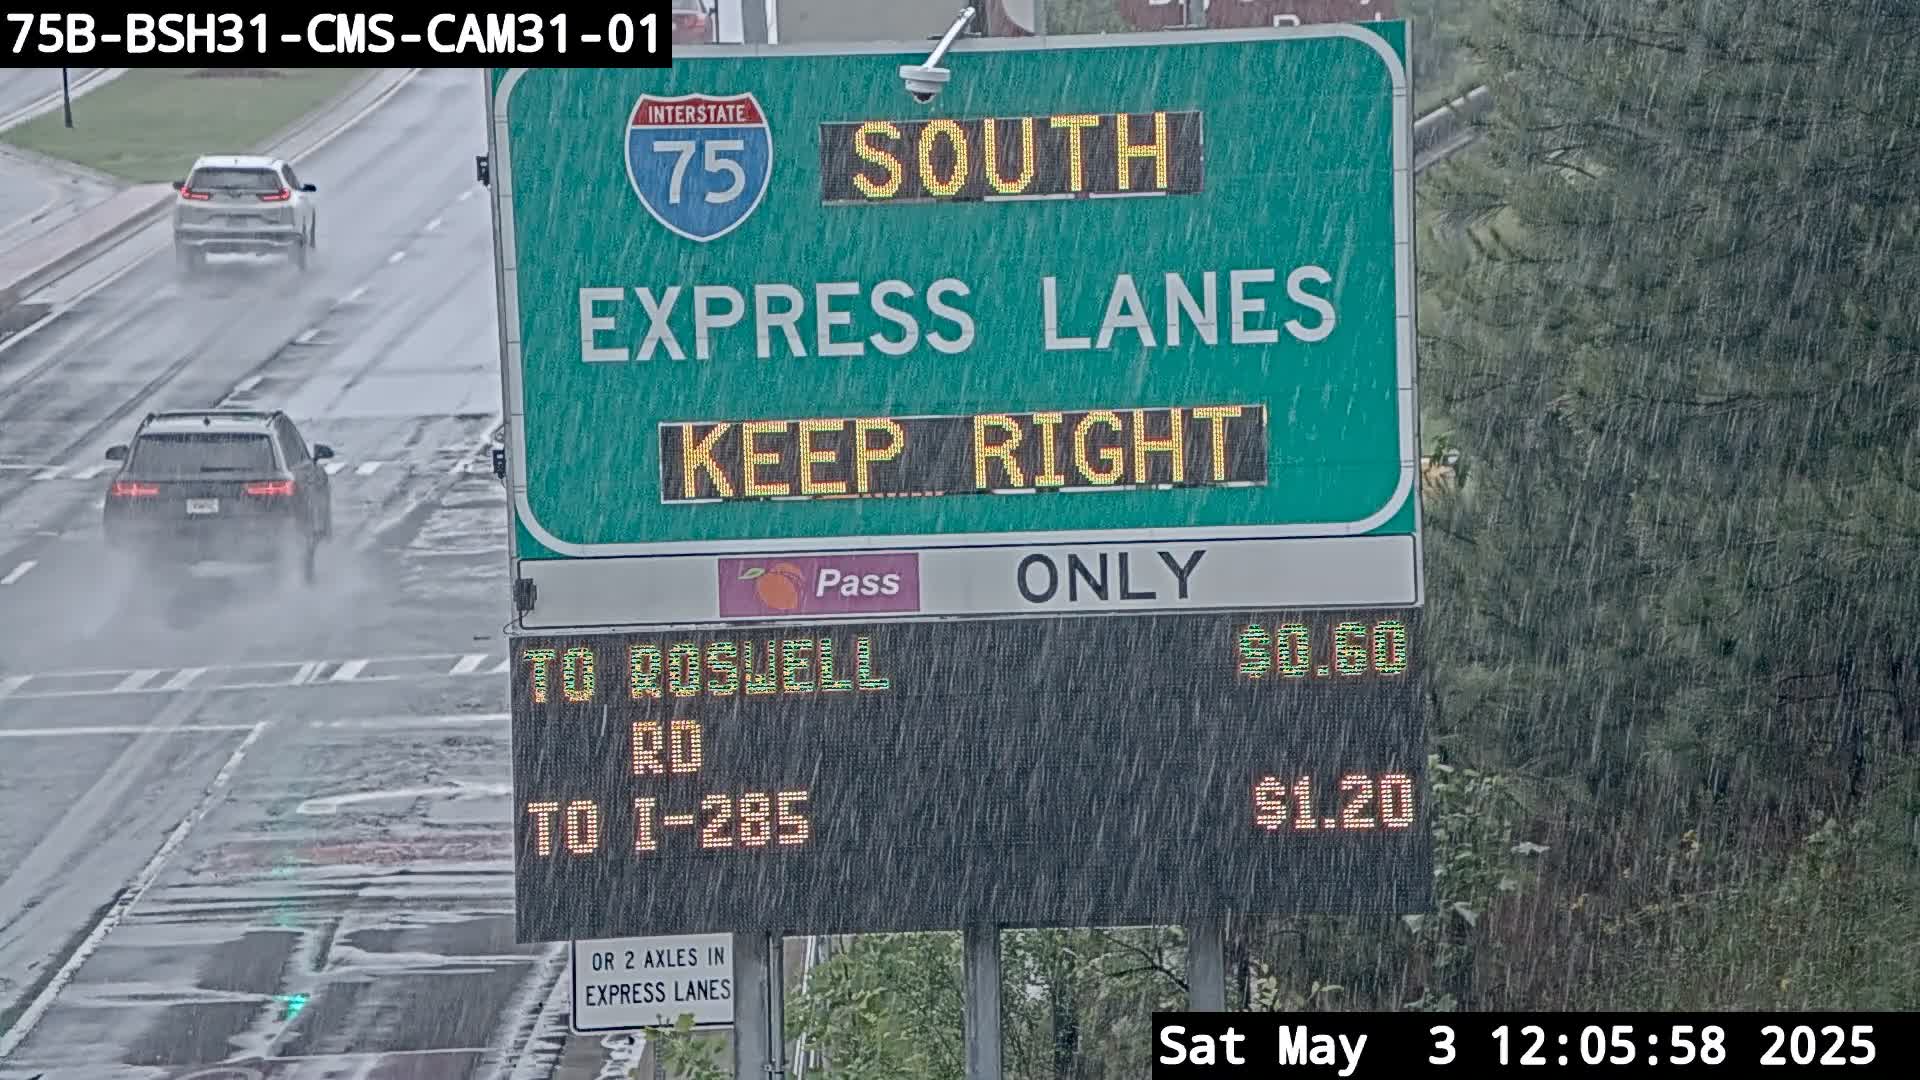 75B-BSH31-CMS-CAM31-01
INTERSTATE
75
SOUTH
EXPRESS LANES
KEEP RIGHT
Pass ONLY
TO ROSWELL $0.60
RD
TO I-285 $1.20
OR 2 AXLES IN
EXPRESS LANES
Sat May 3 12:05:58 2025